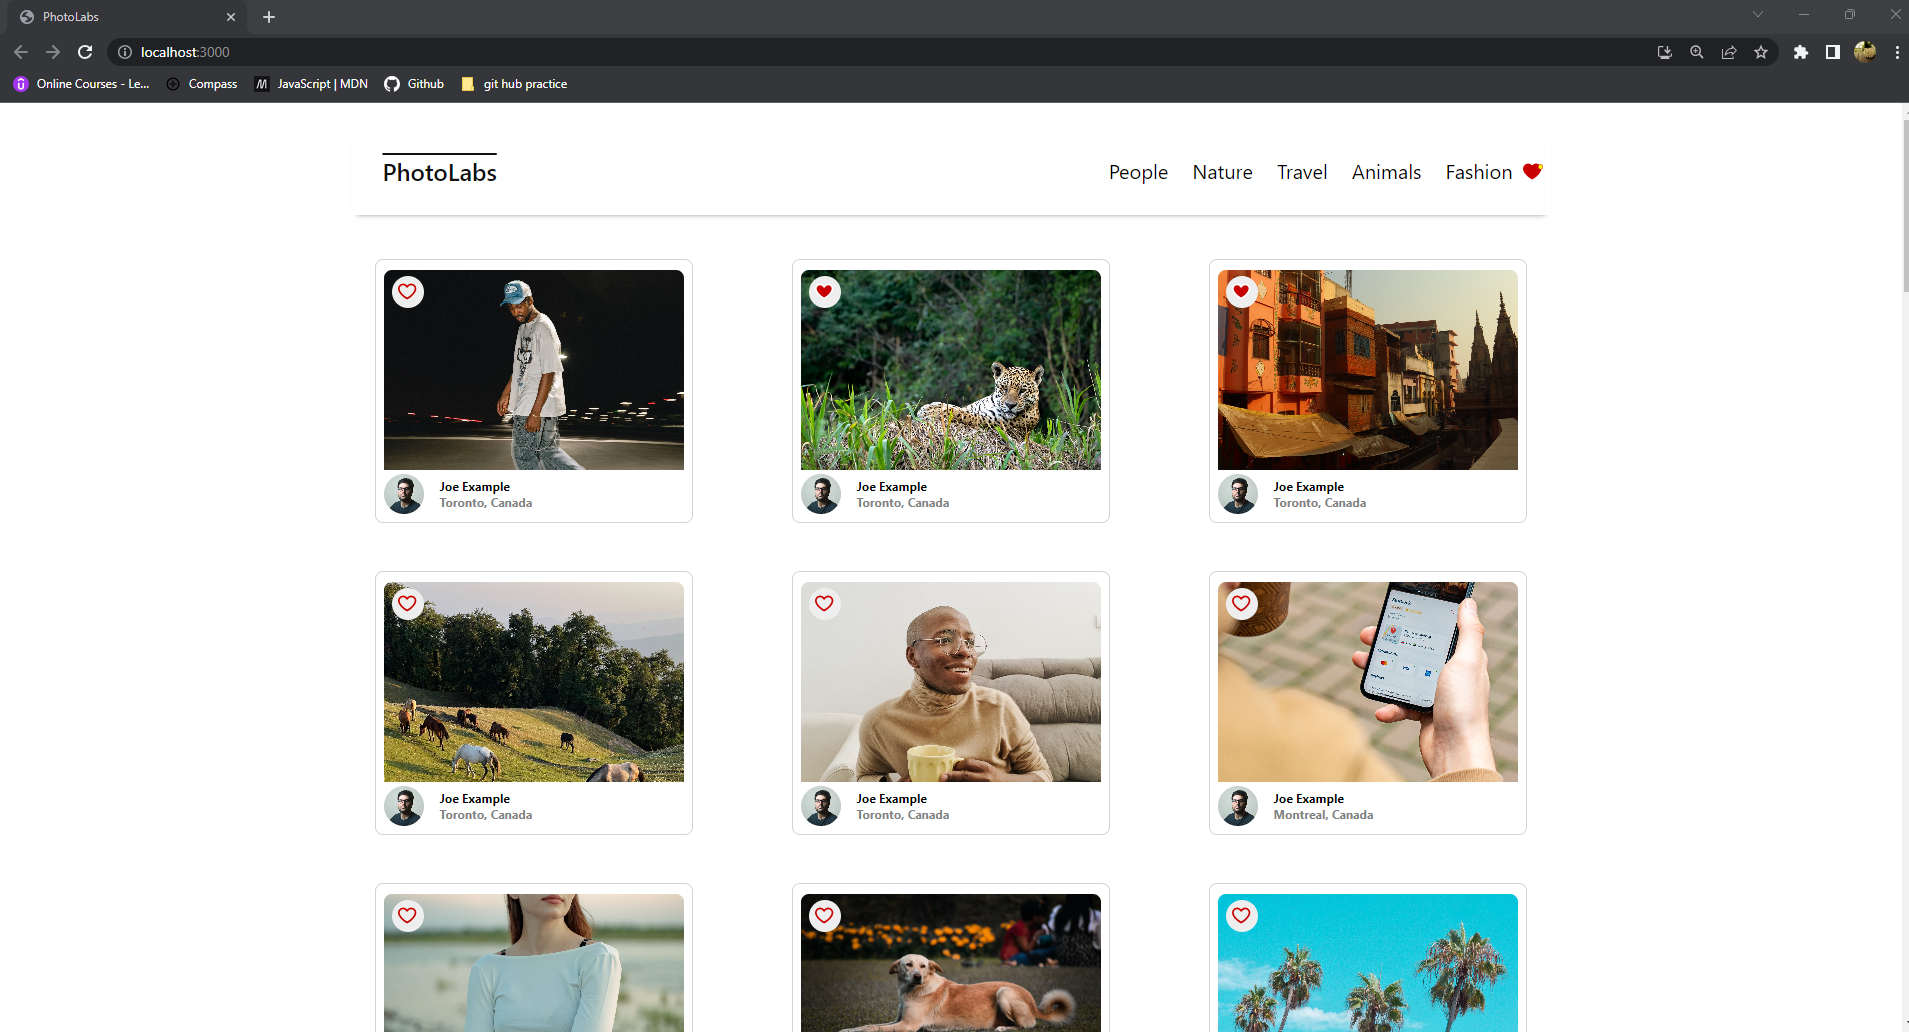 PhotoLabs
localhost:3000
Online Courses - Le...
Compass
JavaScript | MDN
Github
git hub practice
PhotoLabs
People
Nature
Travel
Animals
Fashion
Joe Example
Toronto, Canada
Joe Example
Toronto, Canada
Joe Example
Toronto, Canada
Joe Example
Toronto, Canada
Joe Example
Toronto, Canada
Joe Example
Montreal, Canada